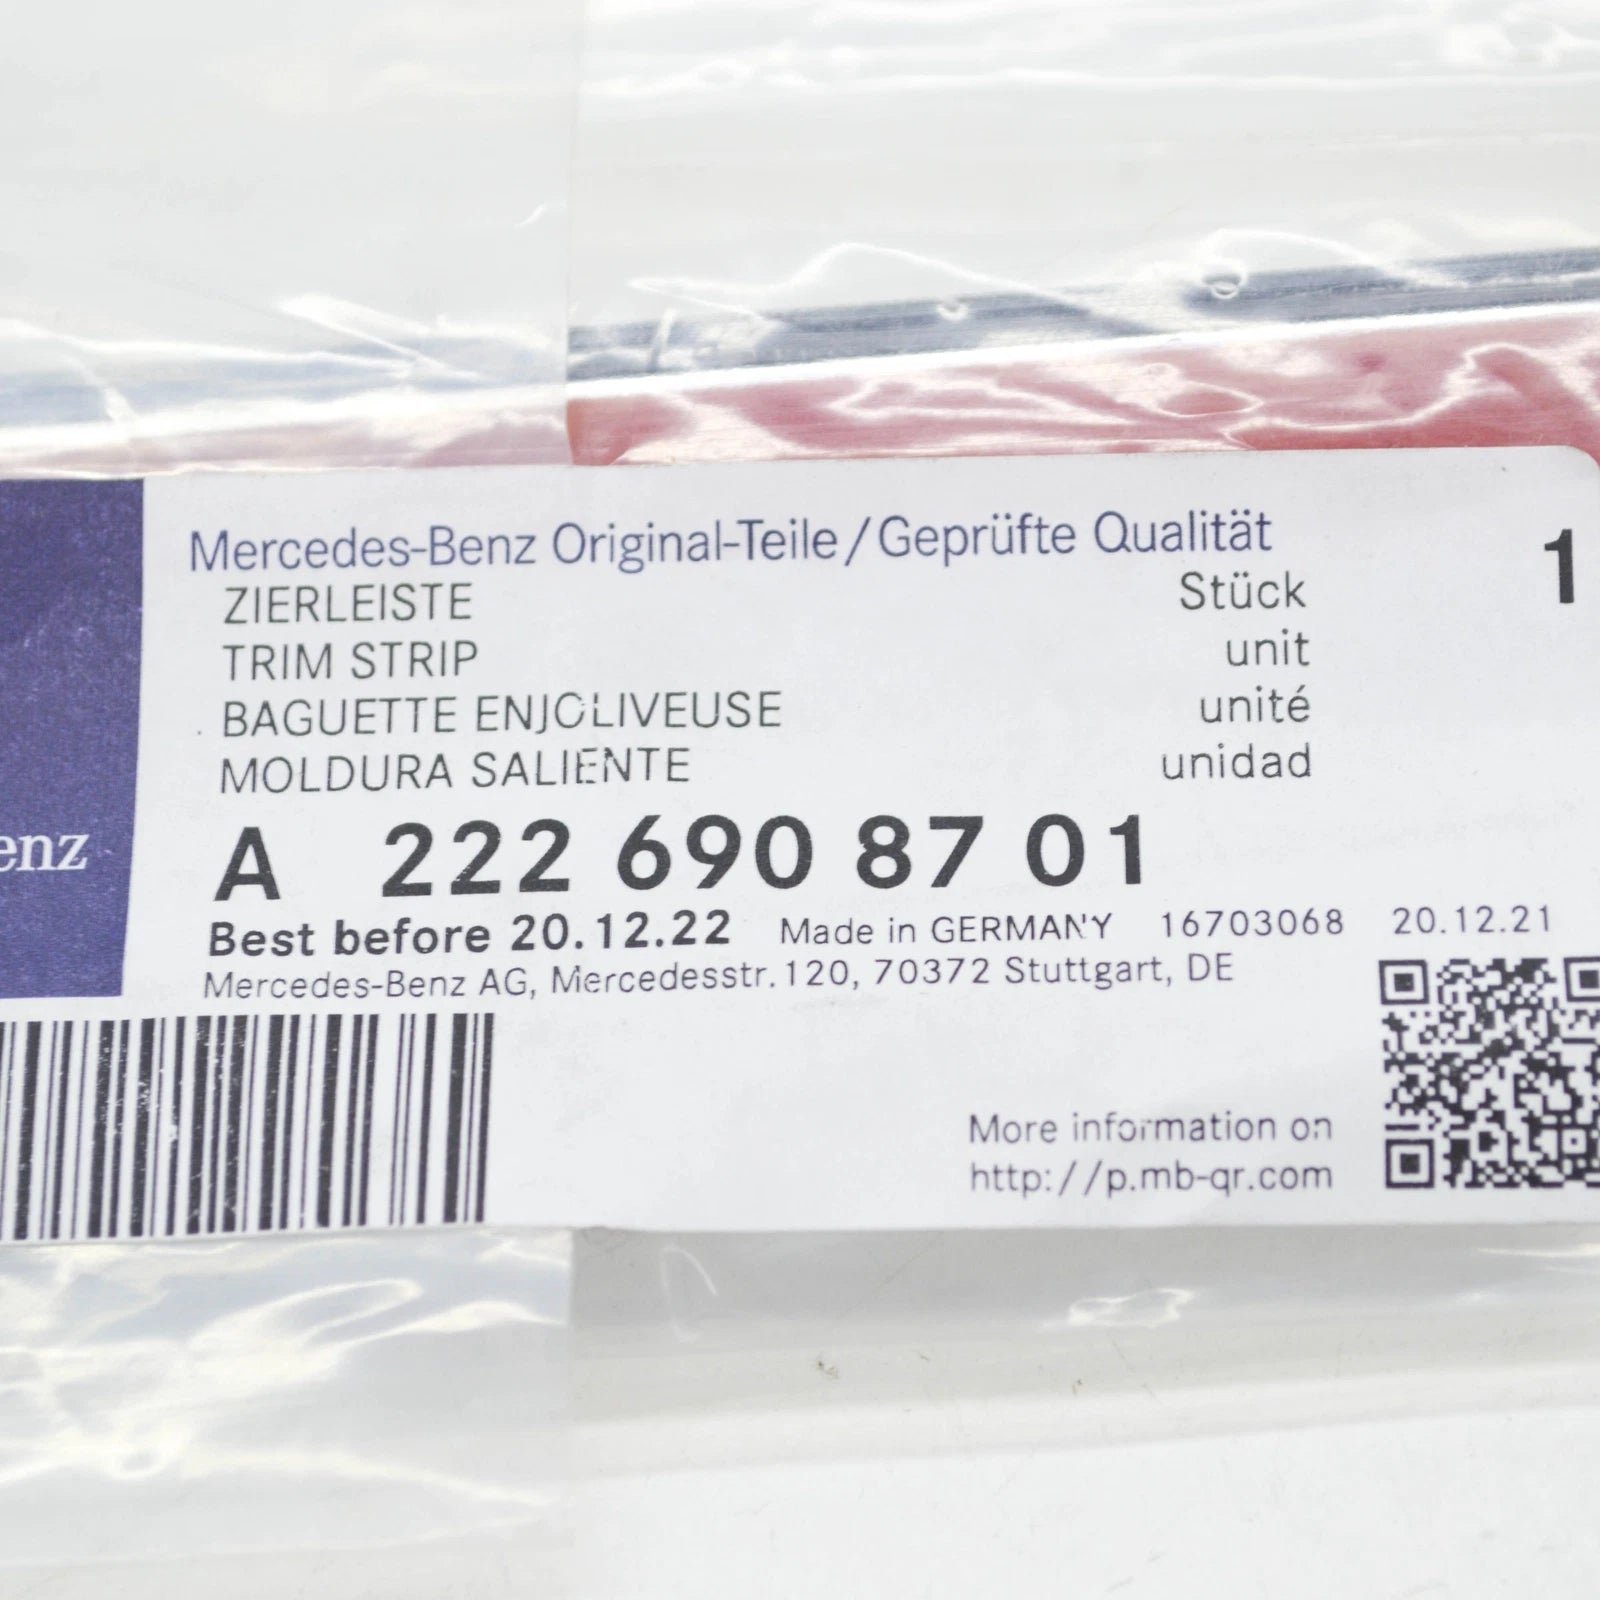 Mercedes-Benz Original-Teile/Geprüfte Qualität
ZIERLEISTE Stück 1
TRIM STRIP unit
BAGUETTE ENJOLIVEUSE unité
MOLDURA SALIENTE unidad
enz
A 222 690 87 01
Best before 20.12.22 Made in GERMANY 16703068 20.12.21
Mercedes-Benz AG, Mercedesstr.120, 70372 Stuttgart, DE
More information on
http://p.mb-qr.com